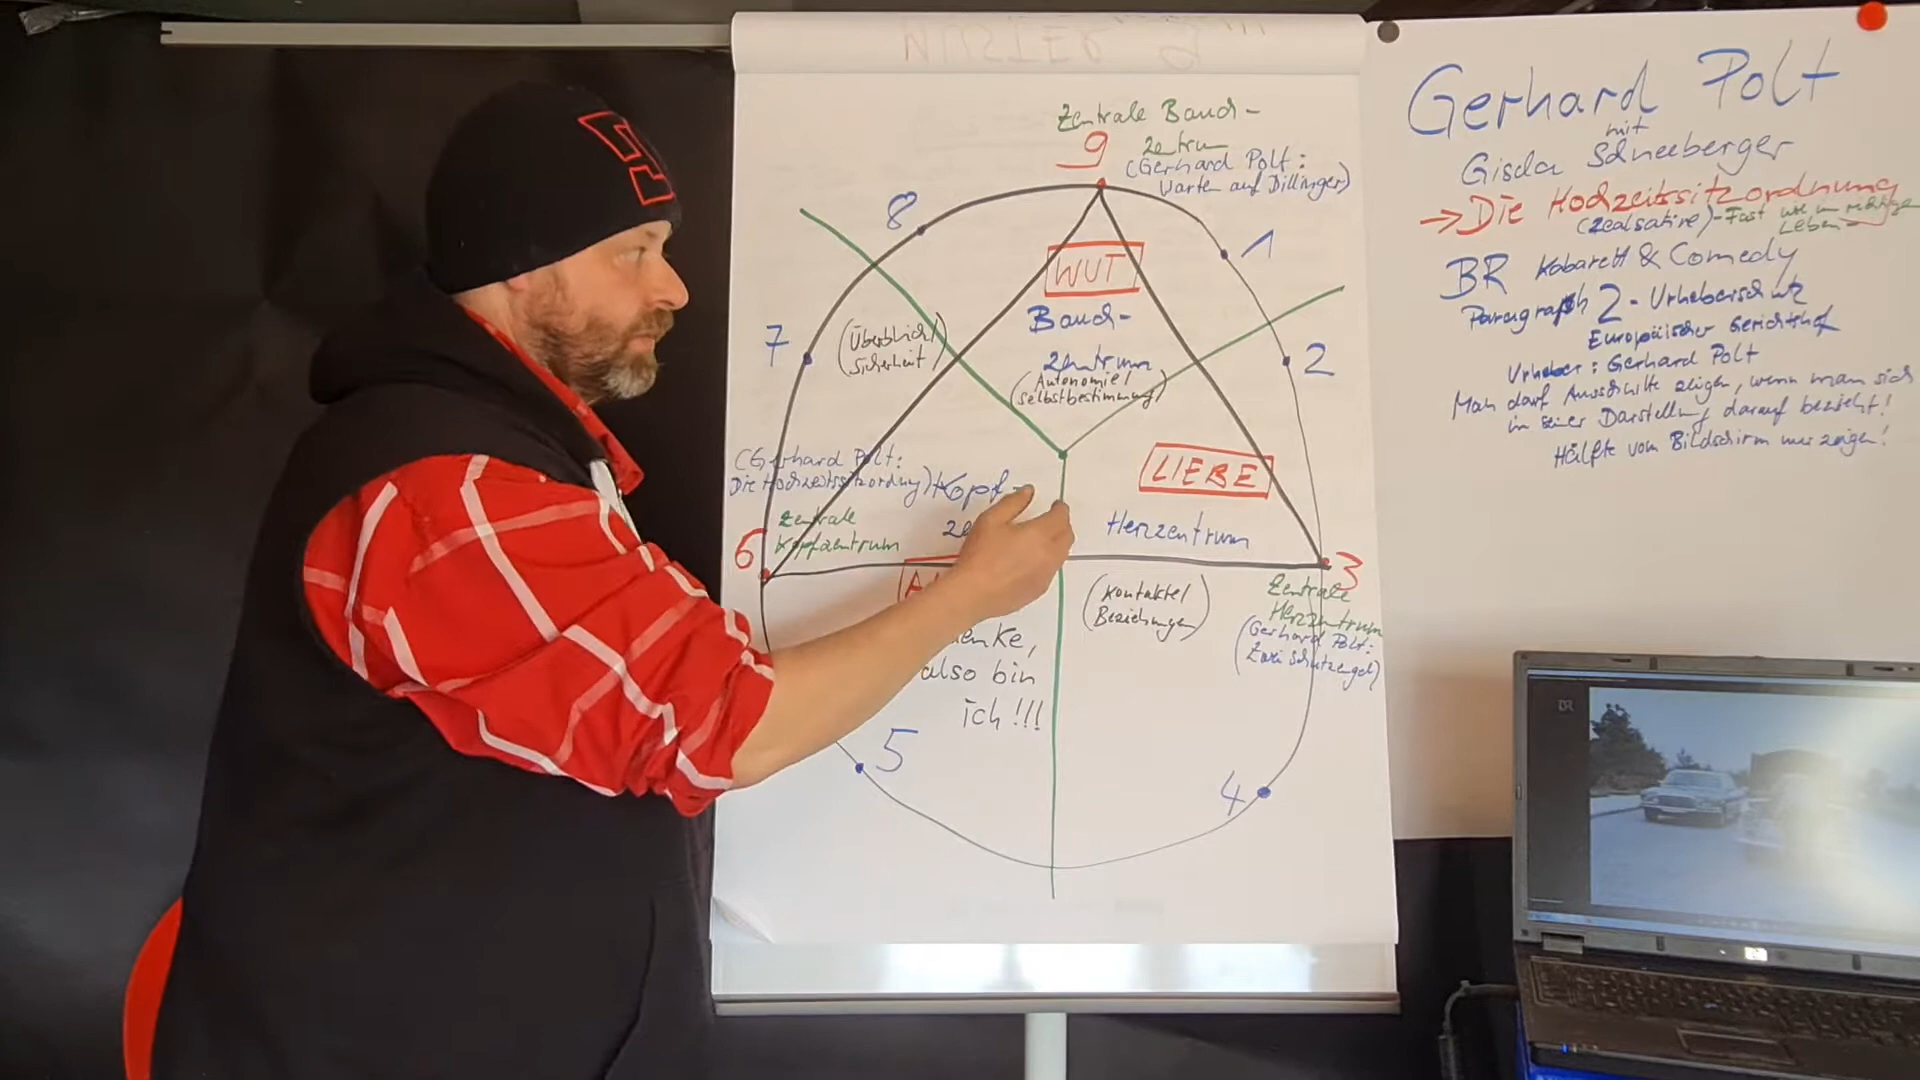 Zentrale Bauch-
zentrum
9
(Gerhard Polt:
Warten auf Dillinger)
8
1
WUT
Bauch-
zentrum
(Autonomie/
Selbstbestimmung)
7
(Überblick/
Sicherheit)
2
(Gerhard Polt:
Die Hochzeitssitzordnung)
Kopf-
LIEBE
Herzzentrum
6
Zentrale
Kopfzentrum
3
Zentrale
Herzzentrum
(Gerhard Polt:
Zwei Schutzengel)
(Kontakte/
Beziehungen)
also bin
ich!!!
5
4
Gerhard Polt
mit
Gisela Schneeberger
→ Die Hochzeitssitzordnung
(Realsatire) - Fast wie im richtigen
Leben -
BR Kabarett & Comedy
Paragraph 2 - Urheberschutz
Europäischer Gerichtshof
Urheber: Gerhard Polt
Man darf Ausschnitte zeigen, wenn man sich
in seiner Darstellung darauf bezieht!
Hälfte vom Bildschirm nur zeigen!
BR